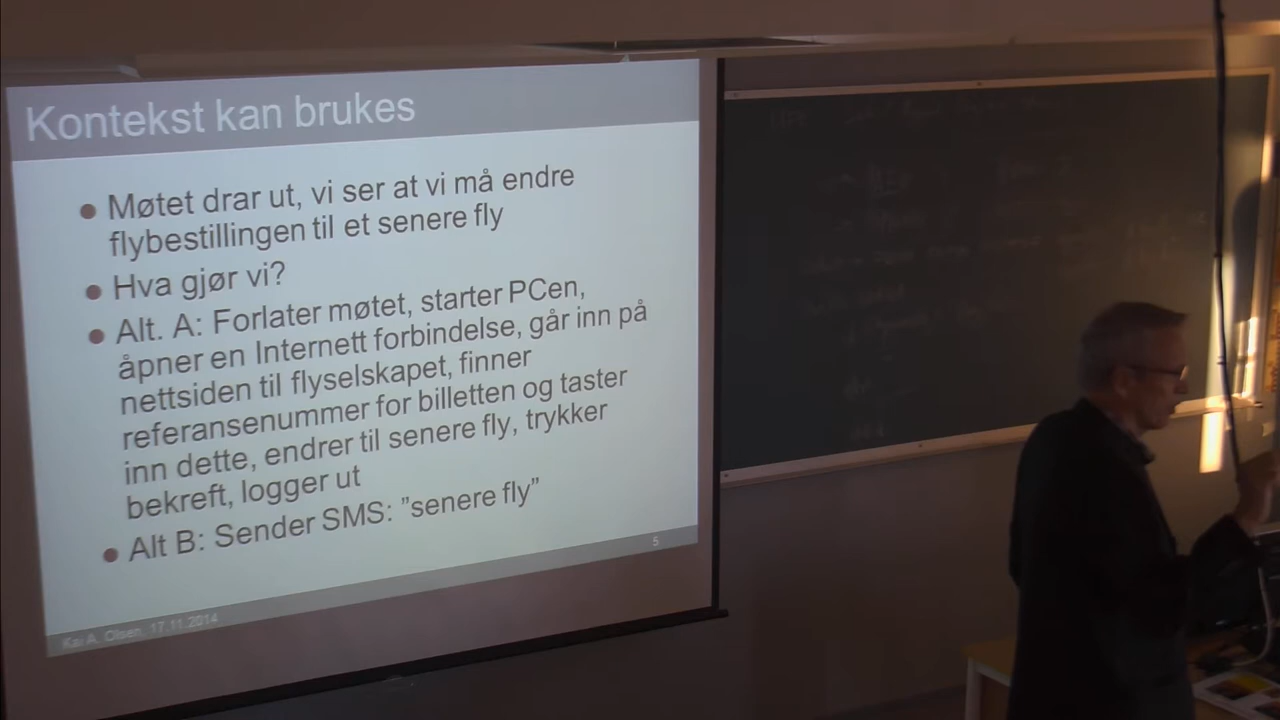 Kontekst kan brukes
Møtet drar ut, vi ser at vi må endre
flybestillingen til et senere fly
Hva gjør vi?
Alt. A: Forlater møtet, starter PCen,
åpner en Internett forbindelse, går inn på
nettsiden til flyselskapet, finner
referansenummer for billetten og taster
inn dette, endrer til senere fly, trykker
bekreft, logger ut
Alt B: Sender SMS: ”senere fly”
5
Kai A. Olsen, 17.11.2014